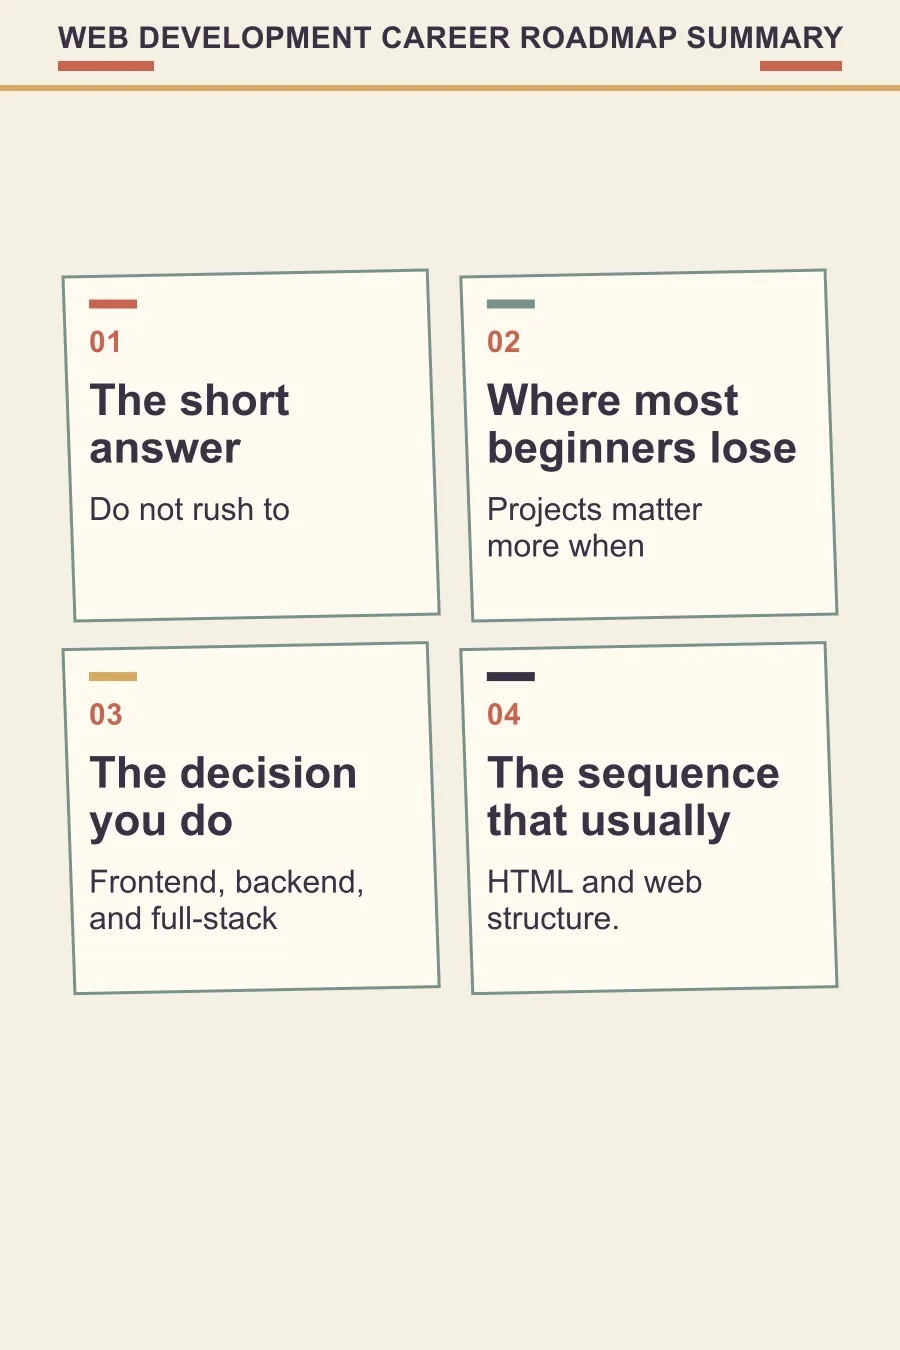 WEB DEVELOPMENT CAREER ROADMAP SUMMARY
01
The short
answer
Do not rush to
02
Where most
beginners lose
Projects matter
more when
03
The decision
you do
Frontend, backend,
and full-stack
04
The sequence
that usually
HTML and web
structure.